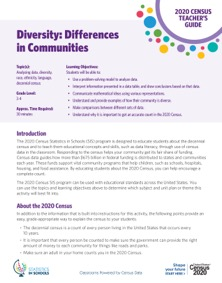 2020 CENSUS
TEACHER'S
GUIDE
Diversity: Differences
in Communities
Topic(s):
Analyzing data, diversity,
race, ethnicity, language,
decennial census
Grade Level:
3-4
Approx. Time Required:
30 minutes
Learning Objectives:
Students will be able to:
• Use a problem-solving model to analyze data.
• Interpret information presented in a data table, and draw conclusions based on that data.
• Communicate mathematical ideas using various representations.
• Understand and provide examples of how their community is diverse.
• Make comparisons between different sets of data.
• Understand why it is important to get an accurate count in the 2020 Census.
Introduction
The 2020 Census Statistics in Schools (SIS) program is designed to educate students about the decennial
census and to teach them educational concepts and skills, such as data literacy, through use of census
data in the classroom. Responding to the census helps your community get its fair share of funding.
Census data guides how more than $675 billion in federal funding is distributed to states and communities
each year. These funds support vital community programs that help children, such as schools, hospitals,
housing, and food assistance. By educating students about the 2020 Census, you can help encourage a
complete count.
The 2020 Census SIS program can be used with educational standards across the United States. You
can use the topics and learning objectives above to determine which subject and unit plan or theme this
activity will best fit into.
About the 2020 Census
In addition to the information that is built into instructions for this activity, the following points provide an
easy grade-appropriate way to explain the census to your students:
• The decennial census is a count of every person living in the United States that occurs every
10 years.
• It is important that every person be counted to make sure the government can provide the right
amount of money to each community for things like roads and parks.
• Make sure an adult in your home counts you in the 2020 Census.
STATISTICS
IN SCHOOLS
Classrooms Powered by Census Data
Shape
your future
START HERE >